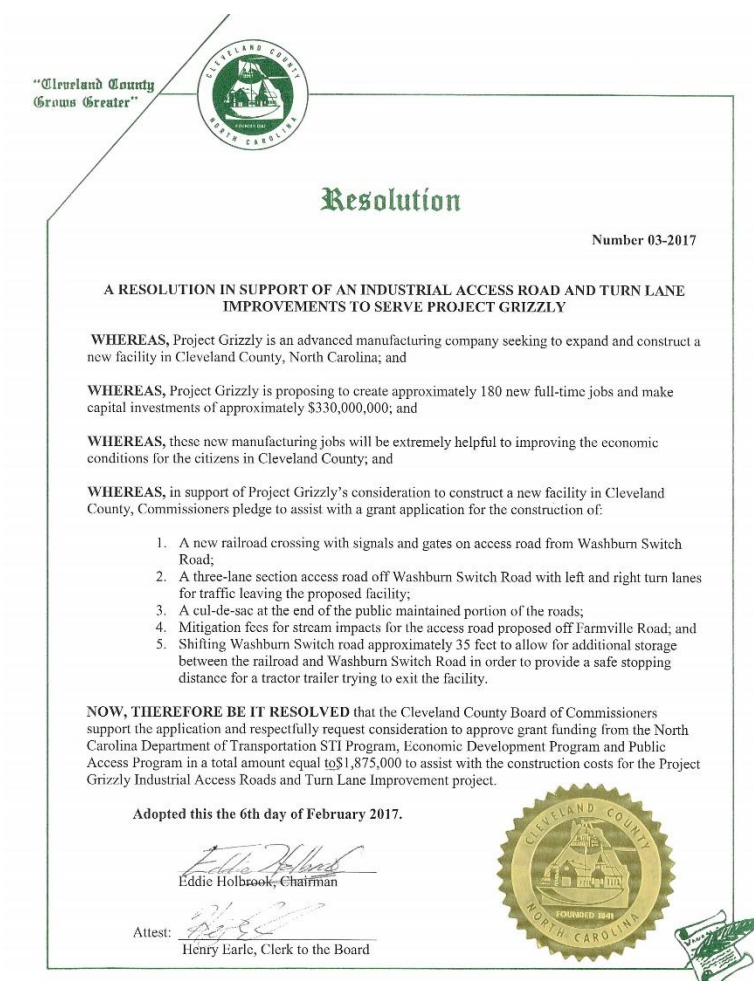 "Cleveland County
Grows Greater"
CLEVELAND COUNTY
FOUNDED 1841
NORTH CAROLINA
Resolution
Number 03-2017
A RESOLUTION IN SUPPORT OF AN INDUSTRIAL ACCESS ROAD AND TURN LANE
IMPROVEMENTS TO SERVE PROJECT GRIZZLY
WHEREAS, Project Grizzly is an advanced manufacturing company seeking to expand and construct a
new facility in Cleveland County, North Carolina; and
WHEREAS, Project Grizzly is proposing to create approximately 180 new full-time jobs and make
capital investments of approximately $330,000,000; and
WHEREAS, these new manufacturing jobs will be extremely helpful to improving the economic
conditions for the citizens in Cleveland County; and
WHEREAS, in support of Project Grizzly's consideration to construct a new facility in Cleveland
County, Commissioners pledge to assist with a grant application for the construction of:
1. A new railroad crossing with signals and gates on access road from Washburn Switch
Road;
2. A three-lane section access road off Washburn Switch Road with left and right turn lanes
for traffic leaving the proposed facility;
3. A cul-de-sac at the end of the public maintained portion of the roads;
4. Mitigation fees for stream impacts for the access road proposed off Farmville Road; and
5. Shifting Washburn Switch road approximately 35 feet to allow for additional storage
between the railroad and Washburn Switch Road in order to provide a safe stopping
distance for a tractor trailer trying to exit the facility.
NOW, THEREFORE BE IT RESOLVED that the Cleveland County Board of Commissioners
support the application and respectfully request consideration to approve grant funding from the North
Carolina Department of Transportation STI Program, Economic Development Program and Public
Access Program in a total amount equal to$1,875,000 to assist with the construction costs for the Project
Grizzly Industrial Access Roads and Turn Lane Improvement project.
Adopted this the 6th day of February 2017.
Eddie Holbrook
Eddie Holbrook, Chairman
Attest:
Henry Earle, Clerk to the Board
CLEVELAND COUNTY
FOUNDED 1841
NORTH CAROLINA